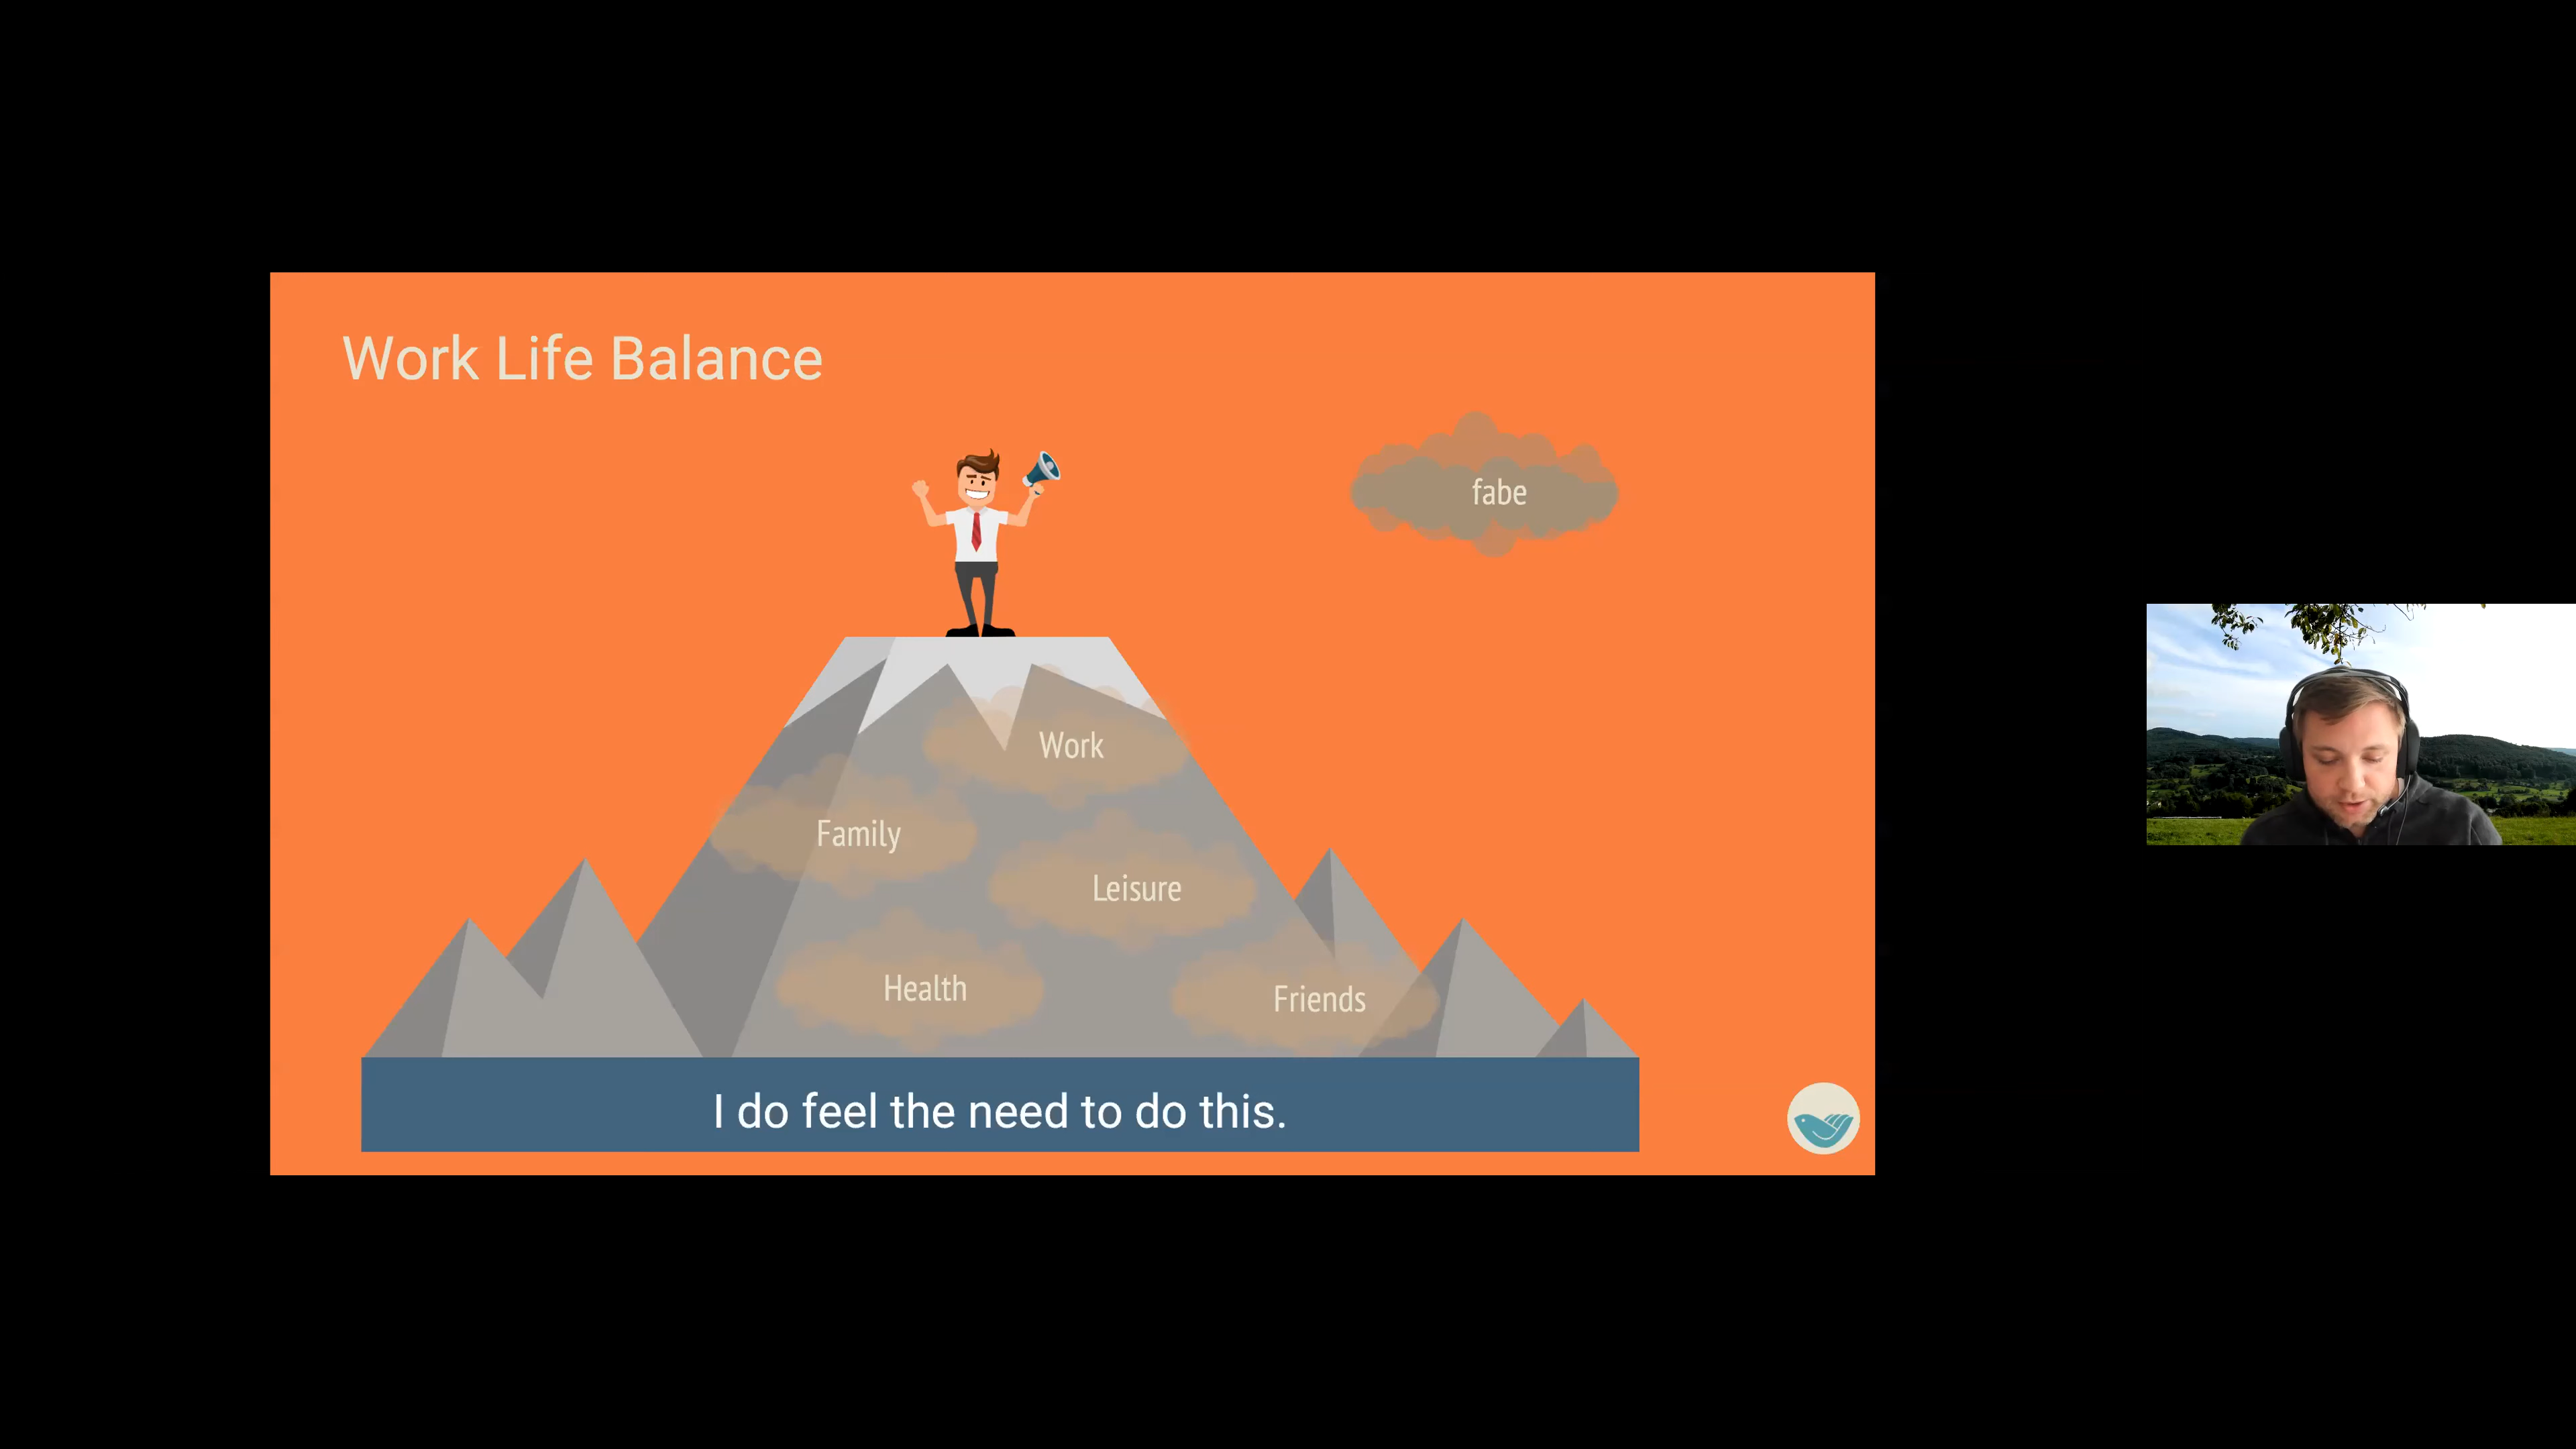 Work Life Balance
fabe
Work
Family
Leisure
Health
Friends
I do feel the need to do this.